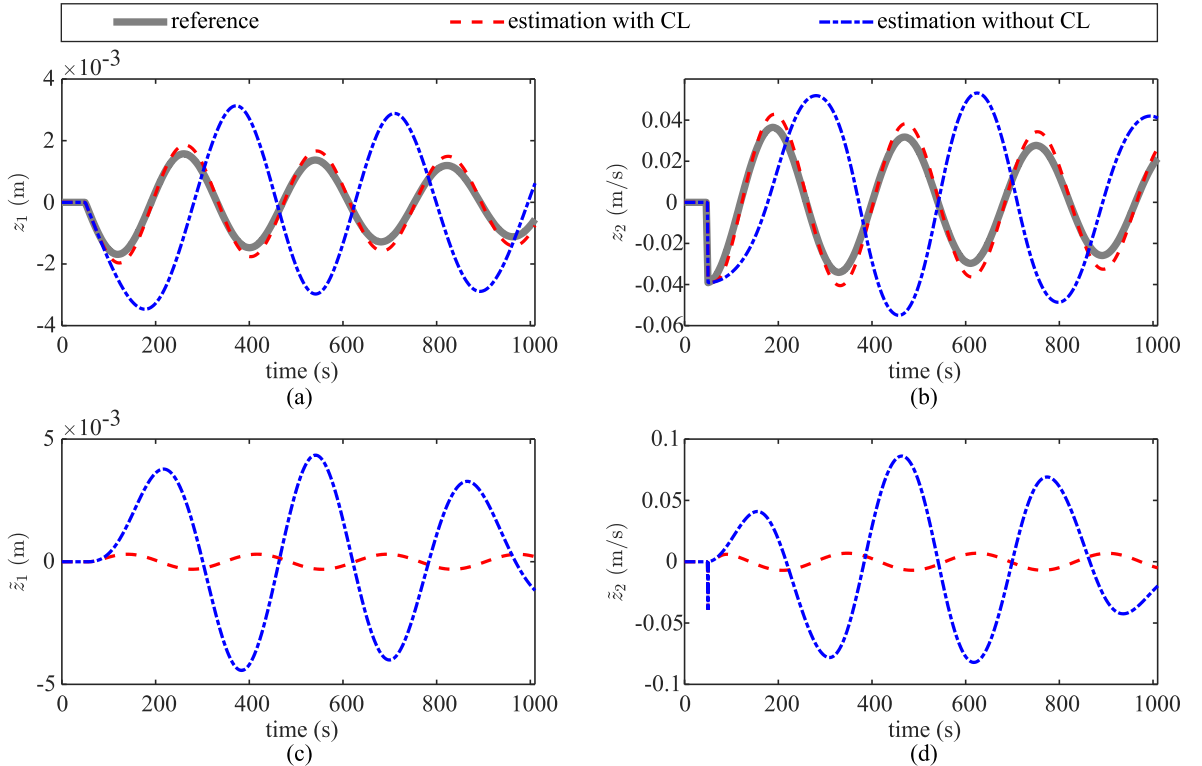 reference estimation with CL estimation without CL
×10⁻³
4
2
0
-2
-4
z₁ (m)
0 200 400 600 800 1000
time (s)
(a)
0.04
0.02
0
-0.02
-0.04
-0.06
z₂ (m/s)
0 200 400 600 800 1000
time (s)
(b)
×10⁻³
5
0
-5
z̃₁ (m)
0 200 400 600 800 1000
time (s)
(c)
0.1
0.05
0
-0.05
-0.1
z̃₂ (m/s)
0 200 400 600 800 1000
time (s)
(d)